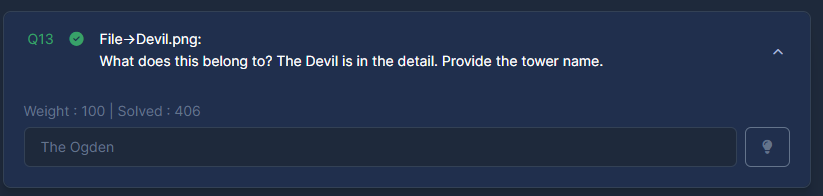 Q13 File→Devil.png:
What does this belong to? The Devil is in the detail. Provide the tower name.
Weight : 100 | Solved : 406
The Ogden